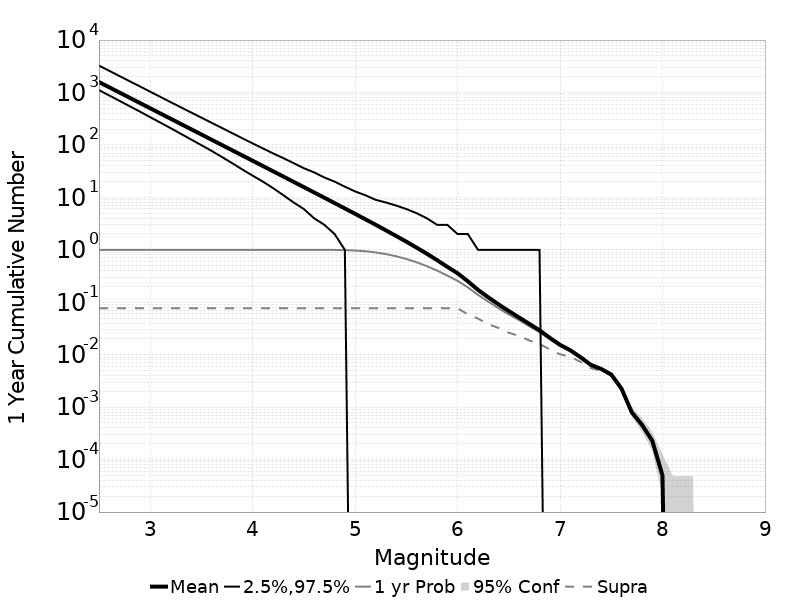 10^4
10^3
10^2
10^1
10^0
10^-1
10^-2
10^-3
10^-4
10^-5
1 Year Cumulative Number
3 4 5 6 7 8 9
Magnitude
Mean 2.5%,97.5% 1 yr Prob 95% Conf Supra